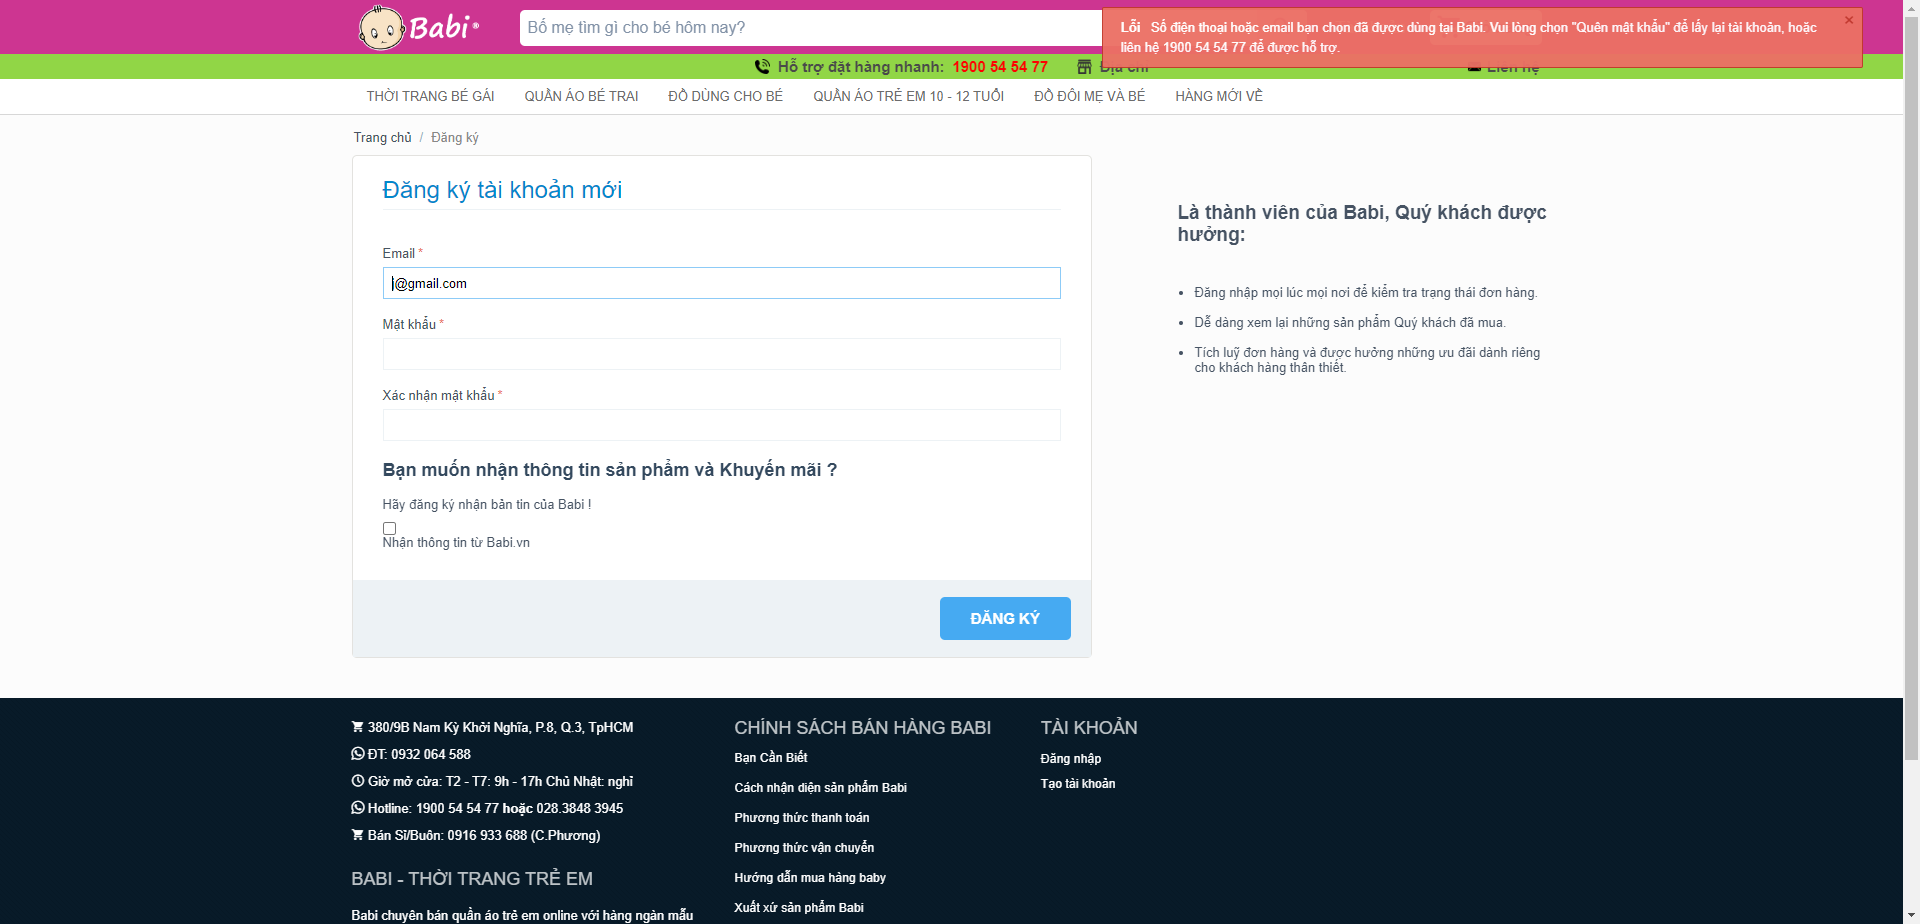 Babi®
Bố mẹ tìm gì cho bé hôm nay?
Lỗi Số điện thoại hoặc email bạn chọn đã được dùng tại Babi. Vui lòng chọn "Quên mật khẩu" để lấy lại tài khoản, hoặc
liên hệ 1900 54 54 77 để được hỗ trợ.
×
Hỗ trợ đặt hàng nhanh: 1900 54 54 77
Địa chỉ
Liên hệ
THỜI TRANG BÉ GÁI QUẦN ÁO BÉ TRAI ĐỒ DÙNG CHO BÉ QUẦN ÁO TRẺ EM 10 - 12 TUỔI ĐỒ ĐÔI MẸ VÀ BÉ HÀNG MỚI VỀ
Trang chủ / Đăng ký
Đăng ký tài khoản mới
Email *
@gmail.com
Mật khẩu *
Xác nhận mật khẩu *
Bạn muốn nhận thông tin sản phẩm và Khuyến mãi ?
Hãy đăng ký nhận bản tin của Babi !
Nhận thông tin từ Babi.vn
ĐĂNG KÝ
Là thành viên của Babi, Quý khách được
hưởng:
• Đăng nhập mọi lúc mọi nơi để kiểm tra trạng thái đơn hàng.
• Dễ dàng xem lại những sản phẩm Quý khách đã mua.
• Tích luỹ đơn hàng và được hưởng những ưu đãi dành riêng
cho khách hàng thân thiết.
380/9B Nam Kỳ Khởi Nghĩa, P.8, Q.3, TpHCM
ĐT: 0932 064 588
Giờ mở cửa: T2 - T7: 9h - 17h Chủ Nhật: nghỉ
Hotline: 1900 54 54 77 hoặc 028.3848 3945
Bán Sỉ/Buôn: 0916 933 688 (C.Phương)
BABI - THỜI TRANG TRẺ EM
Babi chuyên bán quần áo trẻ em online với hàng ngàn mẫu
CHÍNH SÁCH BÁN HÀNG BABI
Bạn Cần Biết
Cách nhận diện sản phẩm Babi
Phương thức thanh toán
Phương thức vận chuyển
Hướng dẫn mua hàng baby
Xuất xứ sản phẩm Babi
TÀI KHOẢN
Đăng nhập
Tạo tài khoản